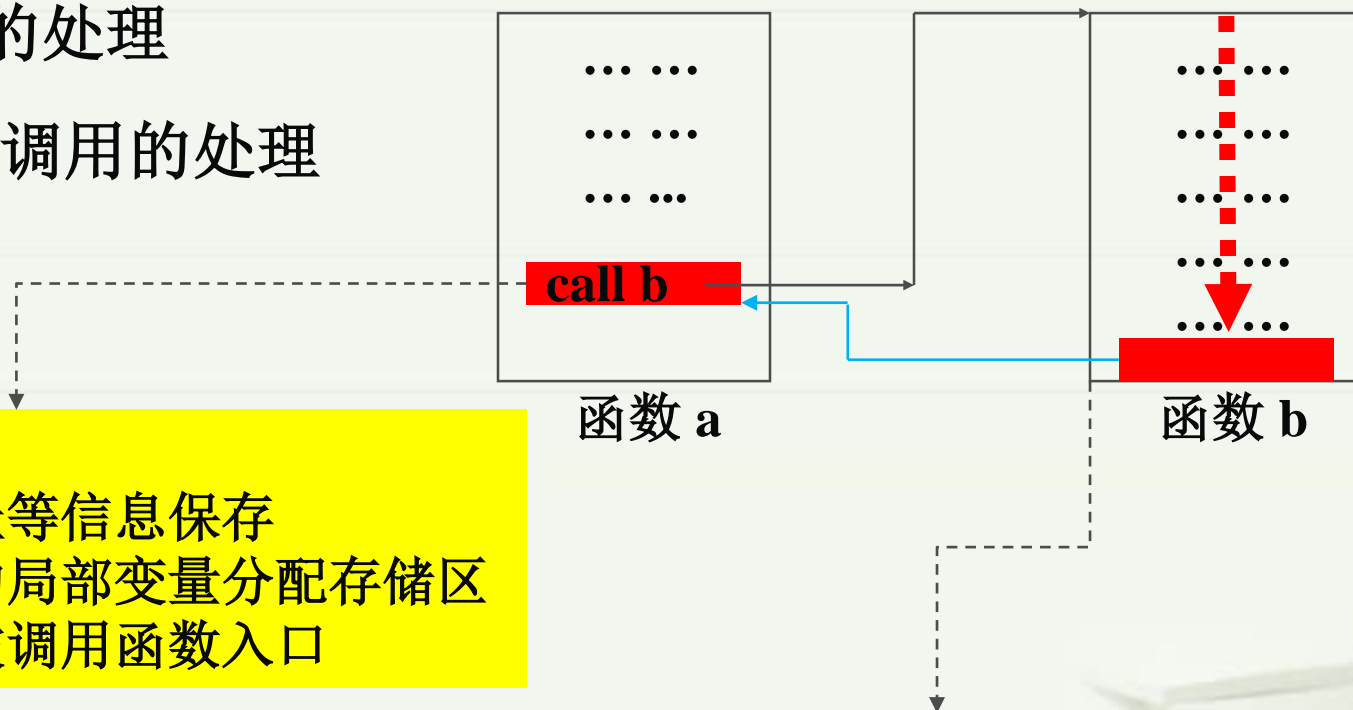 的处理
调用的处理
… …
… …
… …
call b
函数 a
… …
… …
… …
… …
… …
函数 b
等信息保存
局部变量分配存储区
调用函数入口